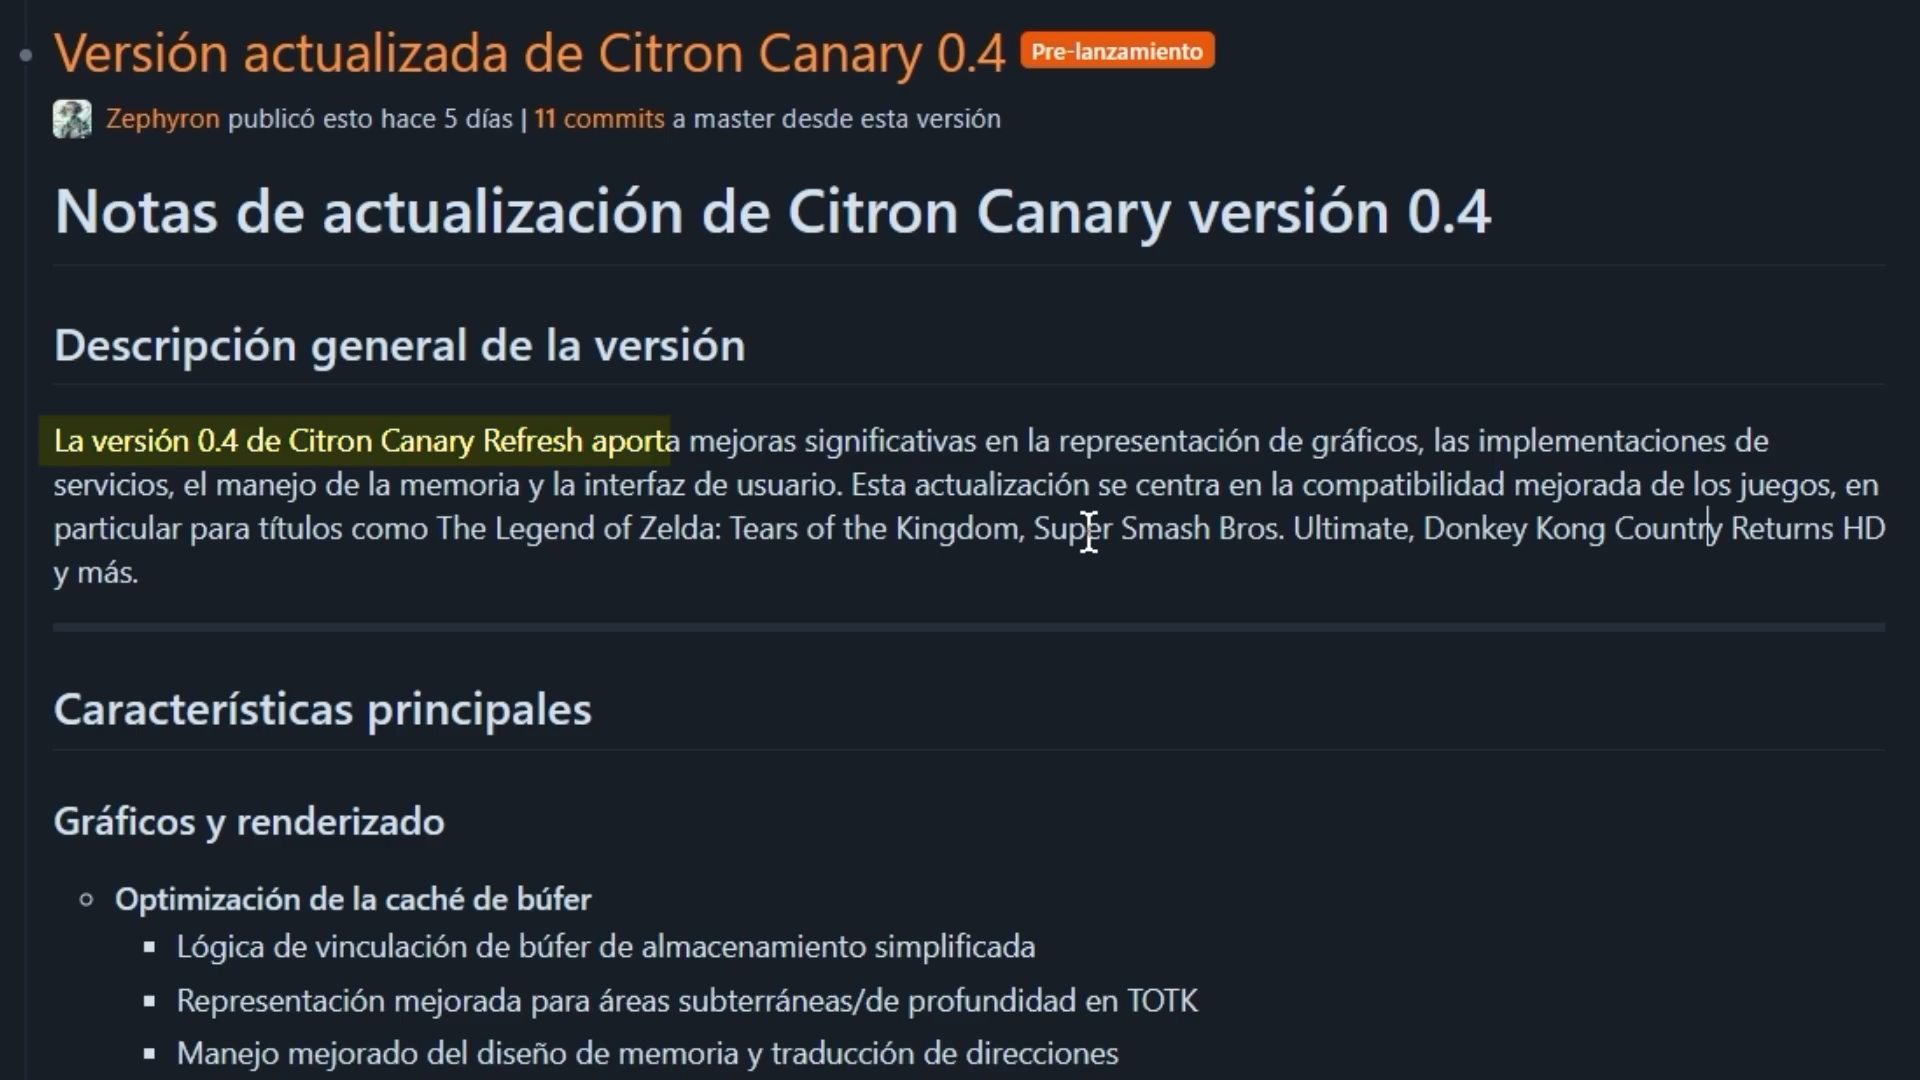 Versión actualizada de Citron Canary 0.4 Pre-lanzamiento
Zephyron publicó esto hace 5 días | 11 commits a master desde esta versión
Notas de actualización de Citron Canary versión 0.4
Descripción general de la versión
La versión 0.4 de Citron Canary Refresh aporta mejoras significativas en la representación de gráficos, las implementaciones de
servicios, el manejo de la memoria y la interfaz de usuario. Esta actualización se centra en la compatibilidad mejorada de los juegos, en
particular para títulos como The Legend of Zelda: Tears of the Kingdom, Super Smash Bros. Ultimate, Donkey Kong Country Returns HD
y más.
Características principales
Gráficos y renderizado
Optimización de la caché de búfer
Lógica de vinculación de búfer de almacenamiento simplificada
Representación mejorada para áreas subterráneas/de profundidad en TOTK
Manejo mejorado del diseño de memoria y traducción de direcciones